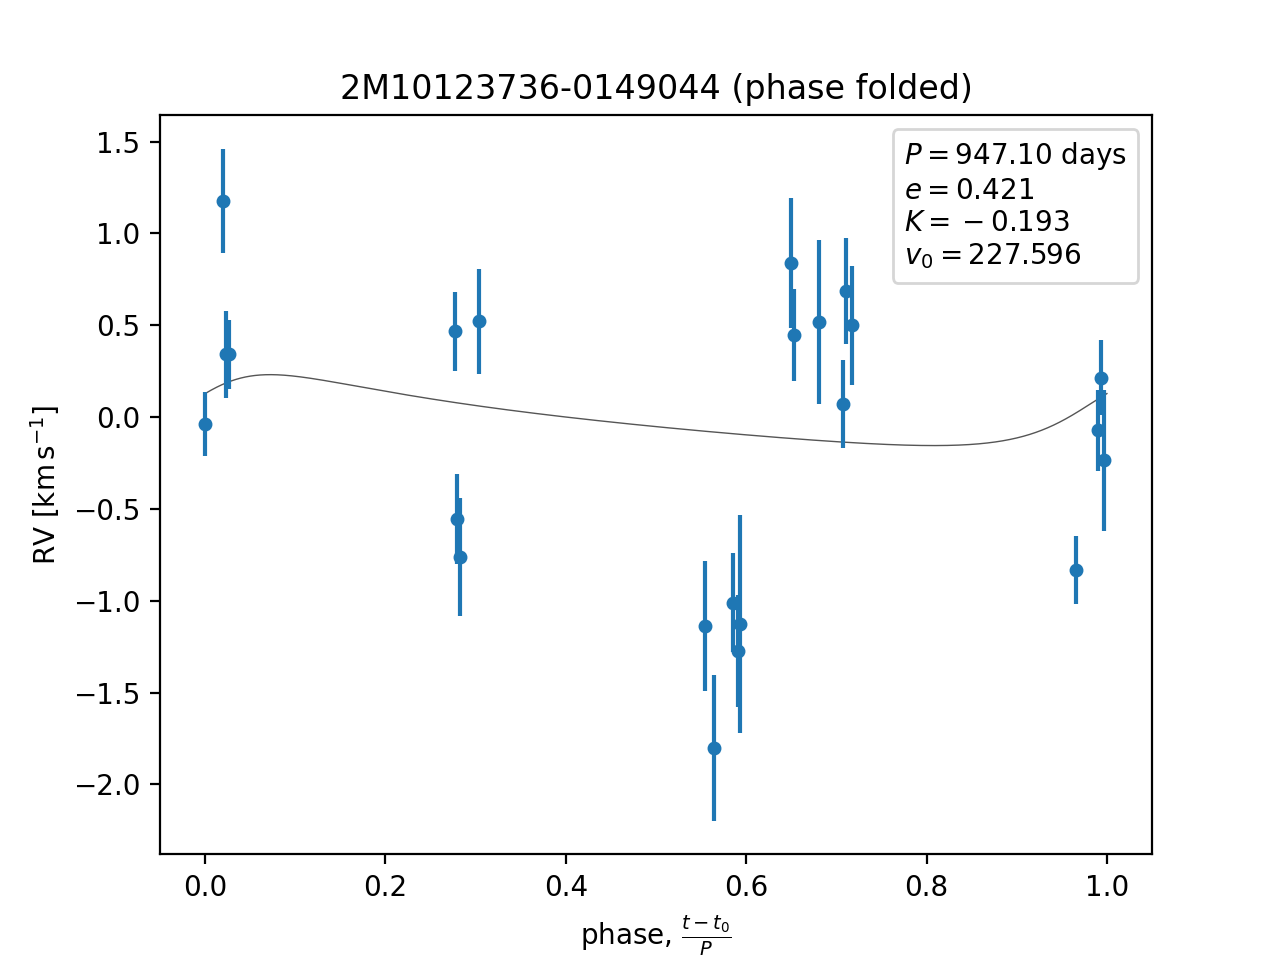 2M10123736-0149044 (phase folded)
P = 947.10 days
e = 0.421
K = −0.193
v₀ = 227.596
1.5
1.0
0.5
0.0
−0.5
−1.0
−1.5
−2.0
RV [km s⁻¹]
0.0 0.2 0.4 0.6 0.8 1.0
phase, (t − t₀)/P